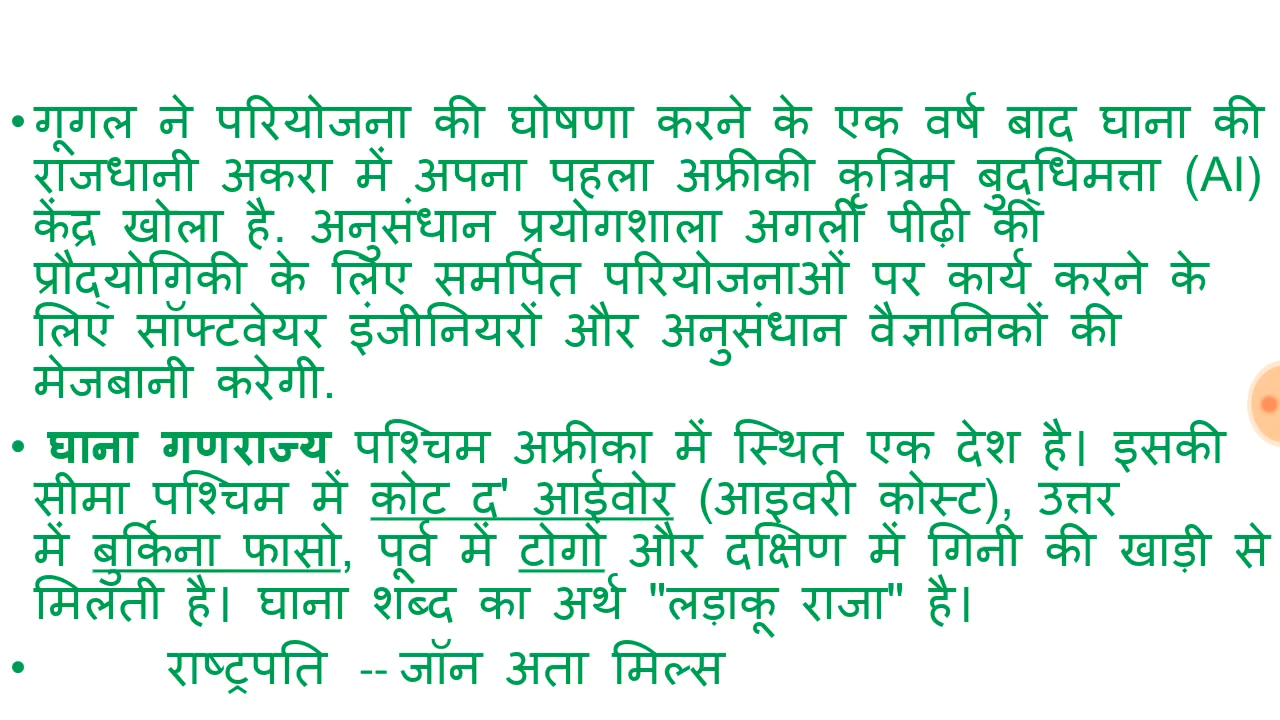 • गूगल ने परियोजना की घोषणा करने के एक वर्ष बाद घाना की
राजधानी अकरा में अपना पहला अफ्रीकी कृत्रिम बुद्धिमत्ता (AI)
केंद्र खोला है. अनुसंधान प्रयोगशाला अगली पीढ़ी की
प्रौद्योगिकी के लिए समर्पित परियोजनाओं पर कार्य करने के
लिए सॉफ्टवेयर इंजीनियरों और अनुसंधान वैज्ञानिकों की
मेजबानी करेगी.
• घाना गणराज्य पश्चिम अफ्रीका में स्थित एक देश है। इसकी
सीमा पश्चिम में कोट द' आईवोर (आइवरी कोस्ट), उत्तर
में बुर्किना फासो, पूर्व में टोगो और दक्षिण में गिनी की खाड़ी से
मिलती है। घाना शब्द का अर्थ "लड़ाकू राजा" है।
• राष्ट्रपति -- जॉन अता मिल्स